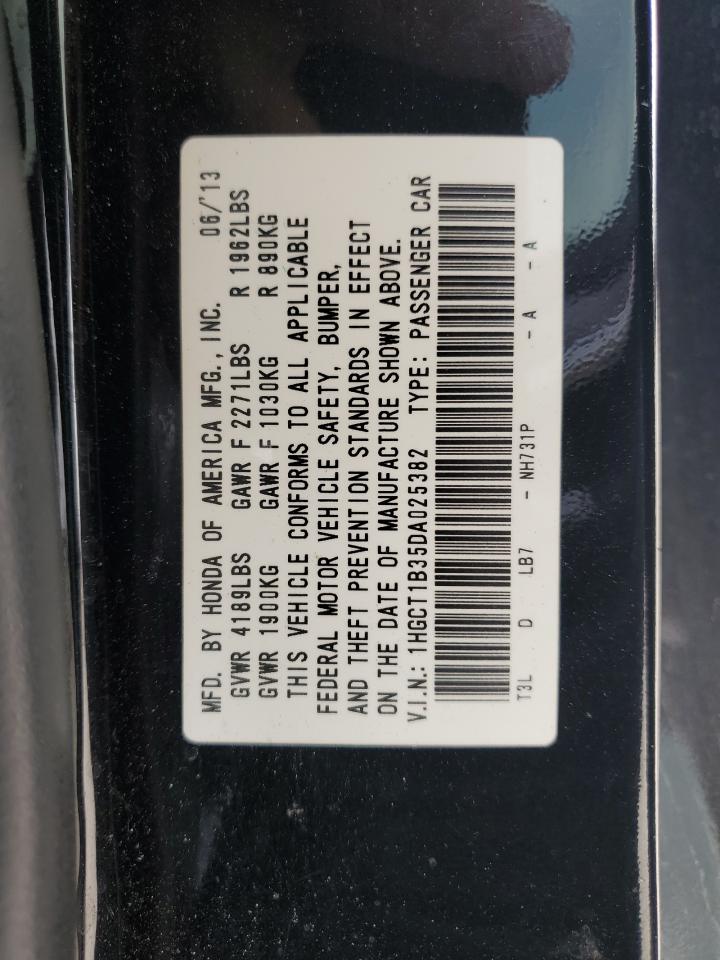 MFD. BY HONDA OF AMERICA MFG., INC. 06/'13
GVWR 4189LBS GAWR F 2271LBS R 1962LBS
GVWR 1900KG GAWR F 1030KG R 890KG
THIS VEHICLE CONFORMS TO ALL APPLICABLE
FEDERAL MOTOR VEHICLE SAFETY, BUMPER,
AND THEFT PREVENTION STANDARDS IN EFFECT
ON THE DATE OF MANUFACTURE SHOWN ABOVE.
V.I.N.: 1HGCT1B35DA025382 TYPE: PASSENGER CAR
T3L D LB7 - NH731P - A - A